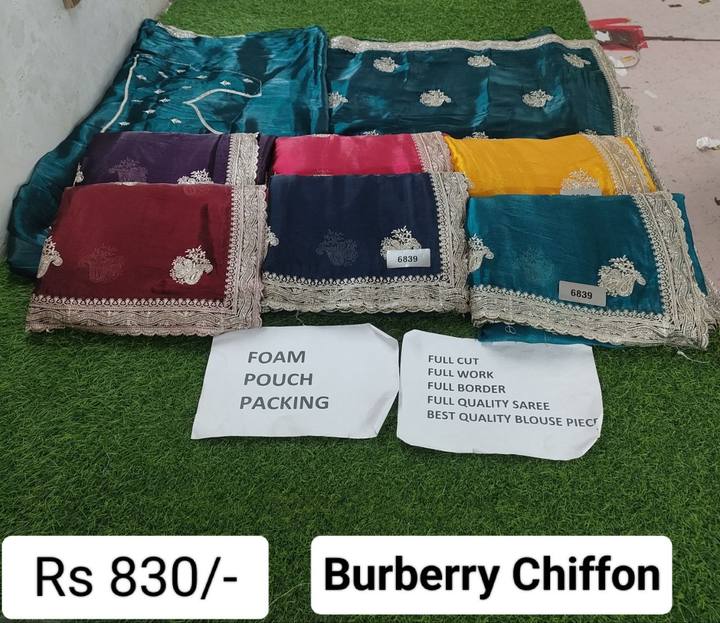 6839
6839
FOAM
POUCH
PACKING
FULL CUT
FULL WORK
FULL BORDER
FULL QUALITY SAREE
BEST QUALITY BLOUSE PIECE
Rs 830/-
Burberry Chiffon